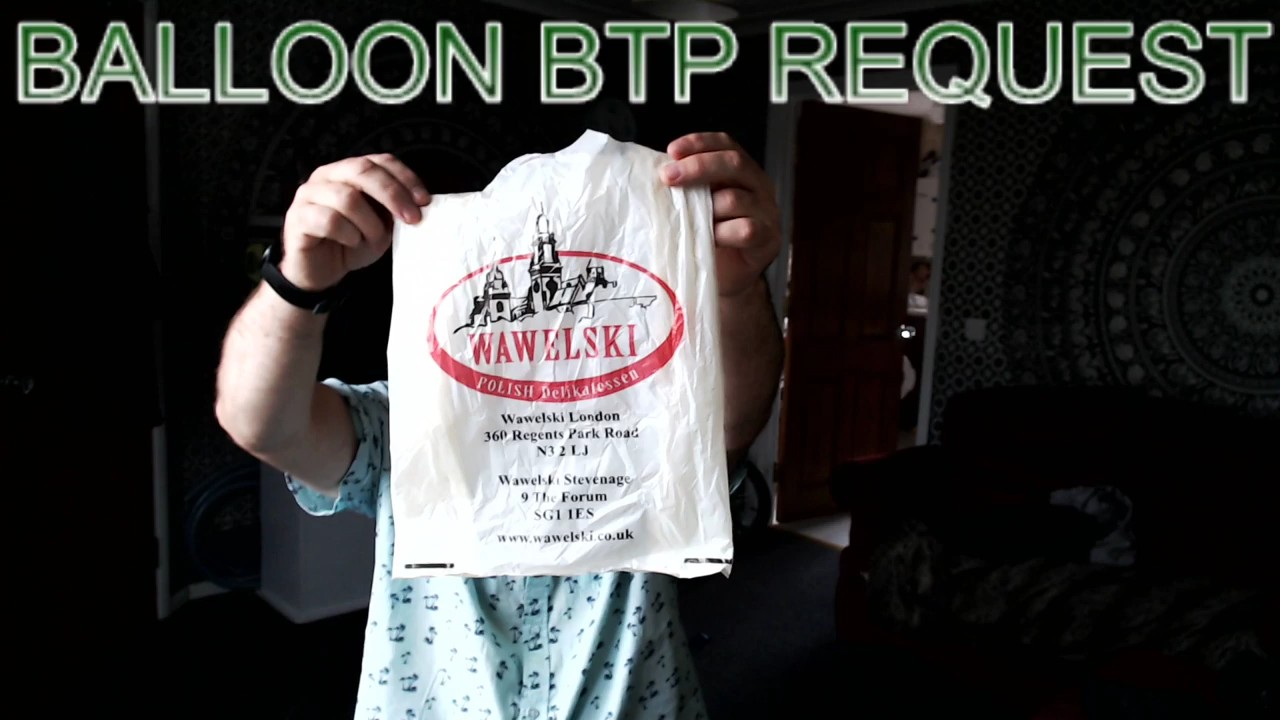 BALLOON BTP REQUEST
WAWELSKI
POLISH Delikatessen
Wawelski London
360 Regents Park Road
N3 2 LJ
Wawelski Stevenage
9 The Forum
SG1 1ES
www.wawelski.co.uk